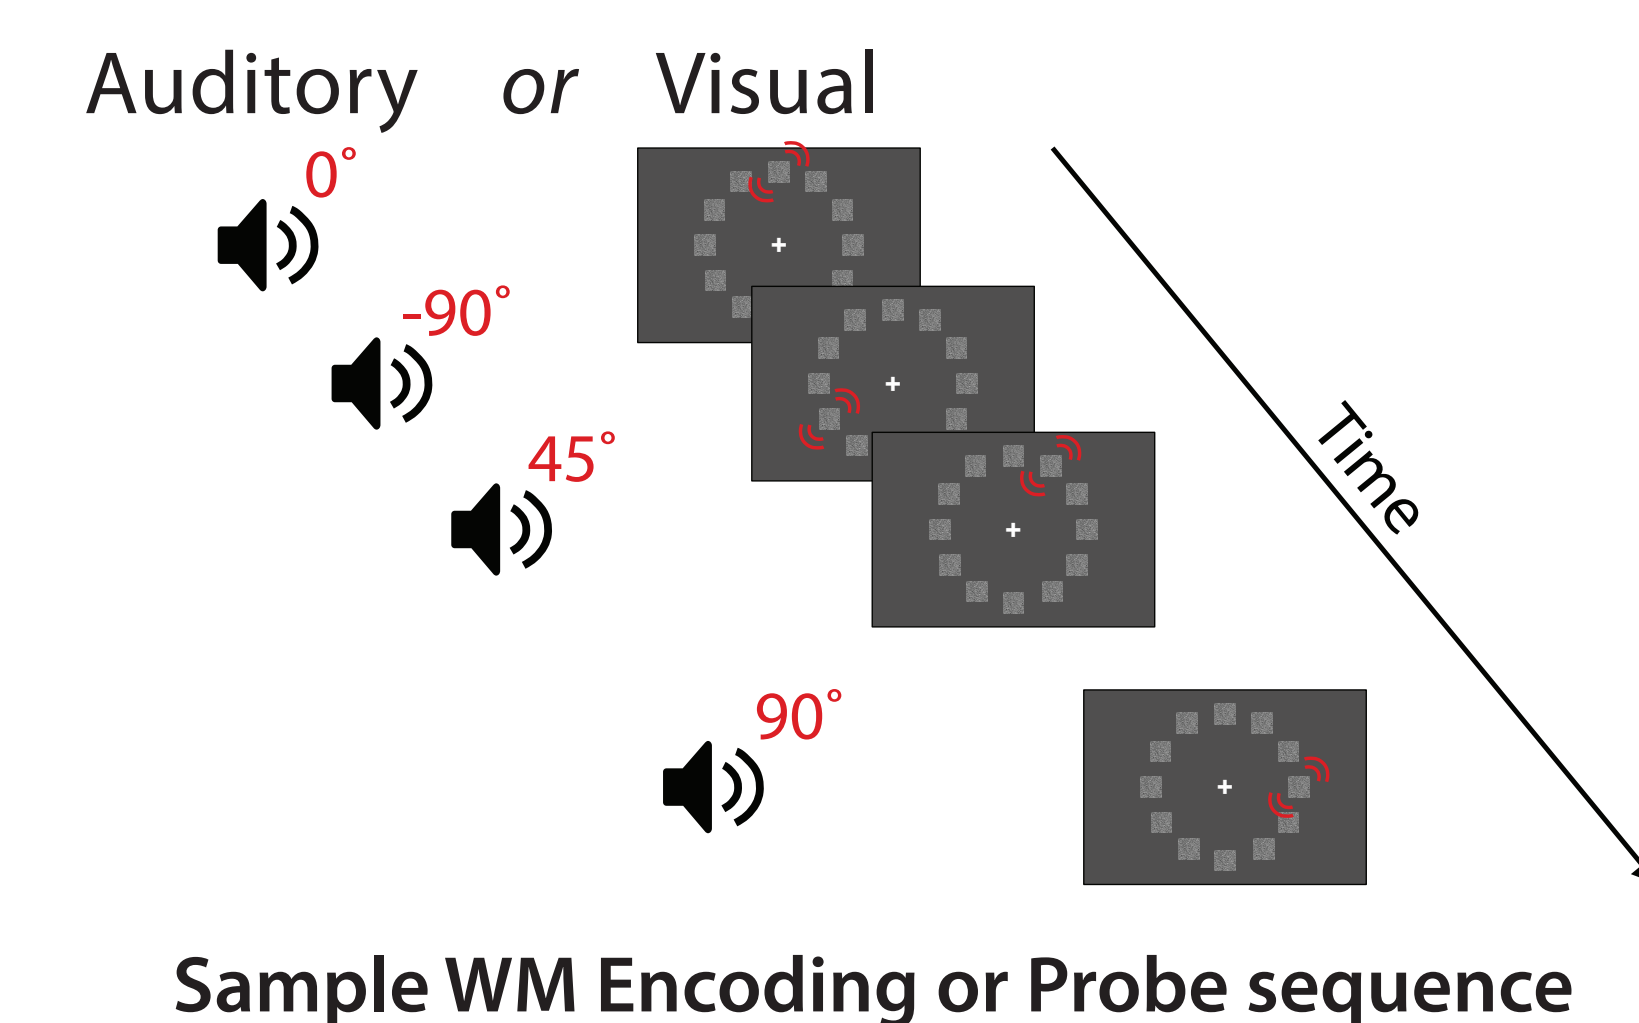 Auditory or Visual
0°
-90°
45°
Time
90°
Sample WM Encoding or Probe sequence